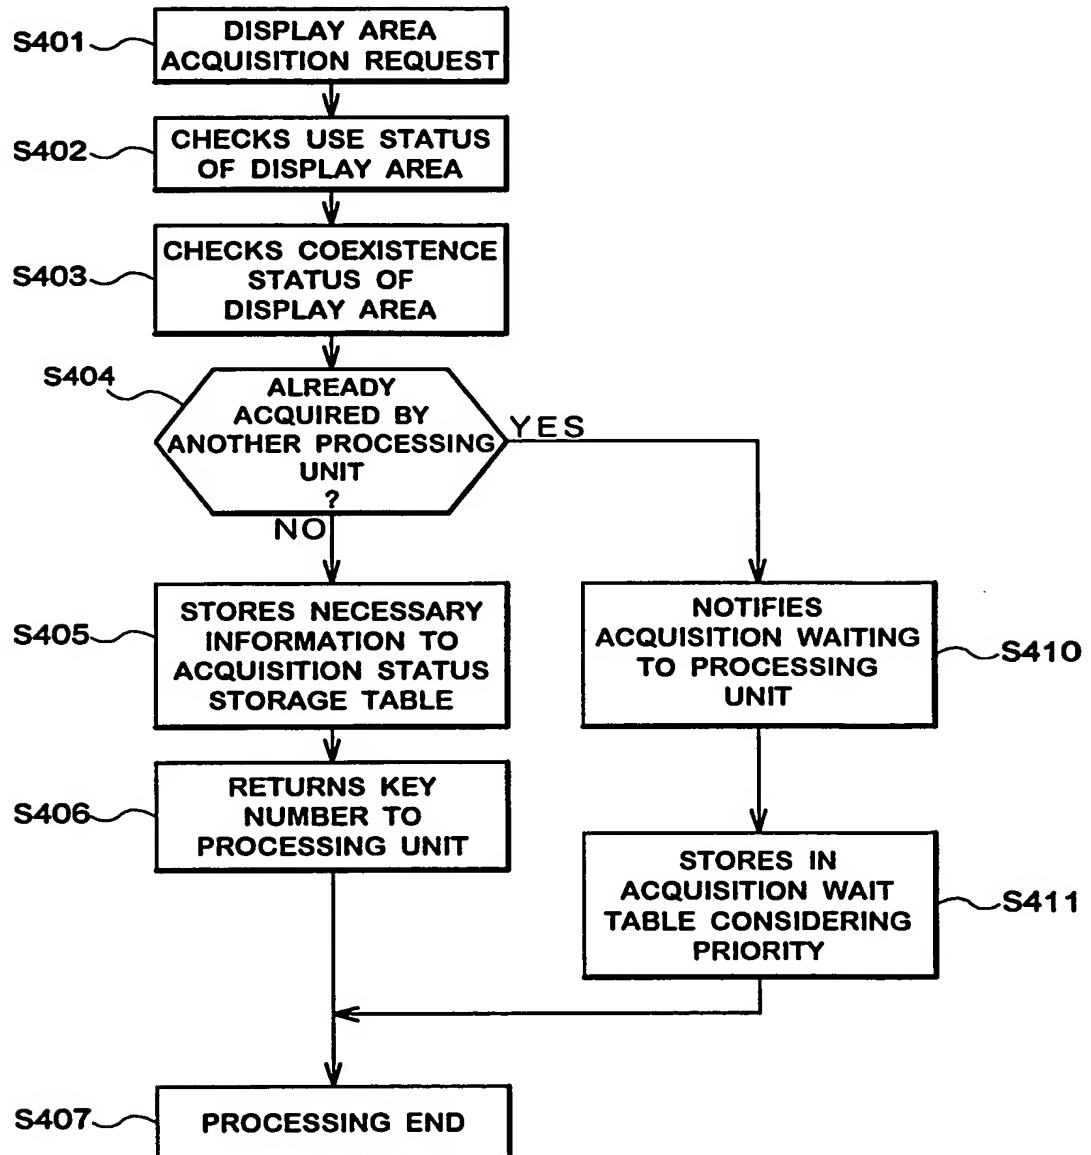 S401
DISPLAY AREA
ACQUISITION REQUEST
S402
CHECKS USE STATUS
OF DISPLAY AREA
S403
CHECKS COEXISTENCE
STATUS OF
DISPLAY AREA
S404
ALREADY
ACQUIRED BY
ANOTHER PROCESSING
UNIT
?
YES
NO
S405
STORES NECESSARY
INFORMATION TO
ACQUISITION STATUS
STORAGE TABLE
NOTIFIES
ACQUISITION WAITING
TO PROCESSING
UNIT
S410
S406
RETURNS KEY
NUMBER TO
PROCESSING UNIT
STORES IN
ACQUISITION WAIT
TABLE CONSIDERING
PRIORITY
S411
S407
PROCESSING END